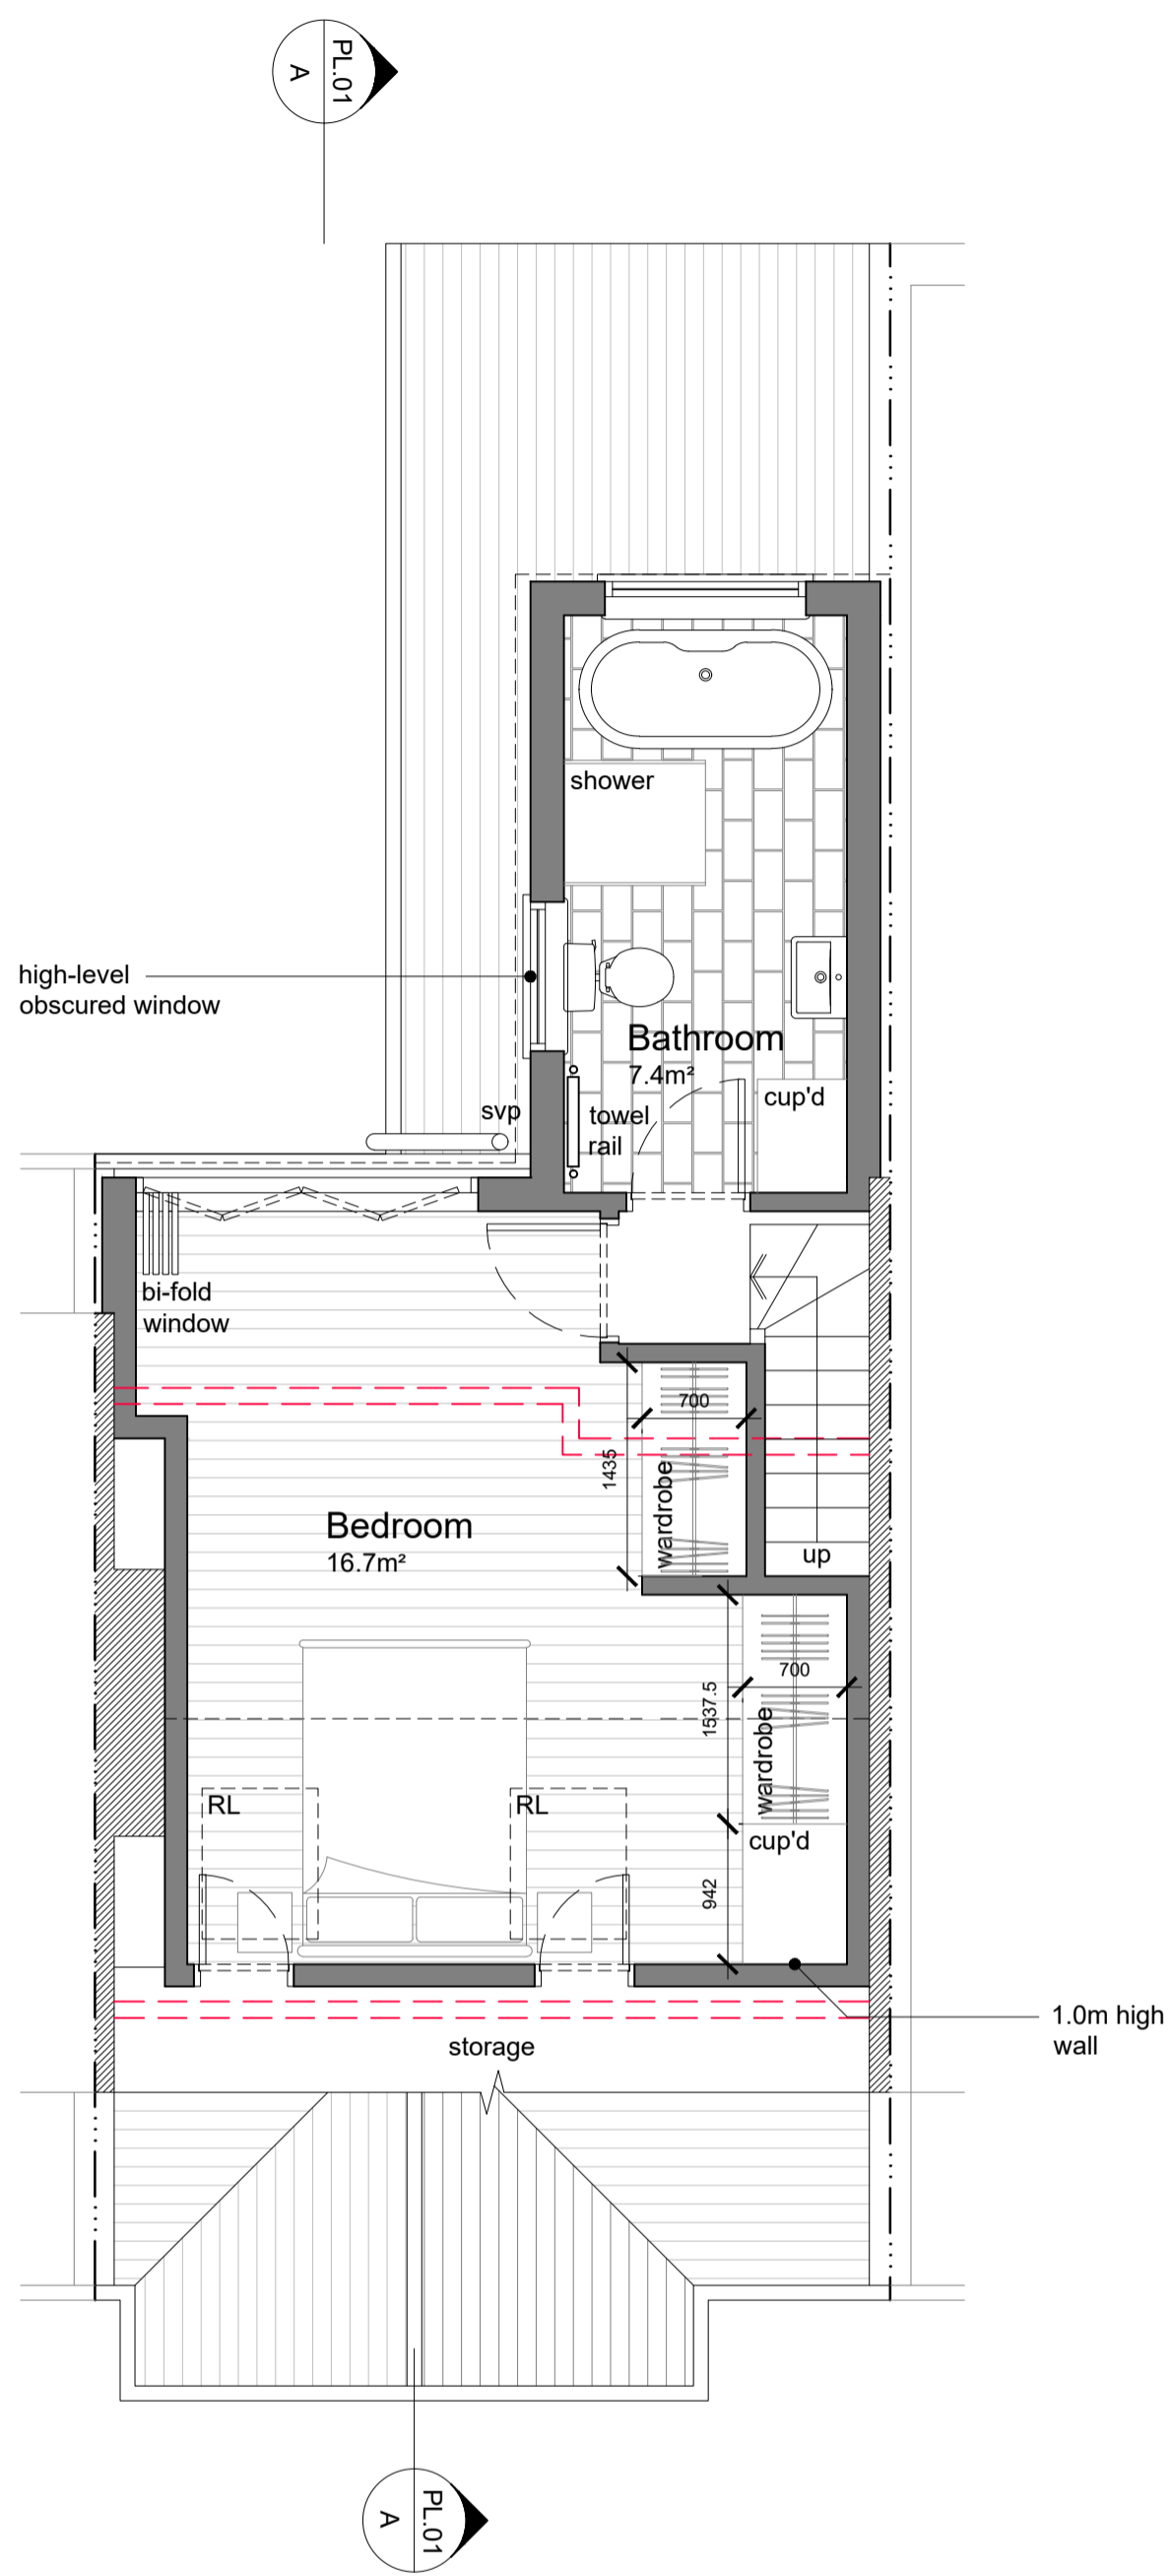 PL.01
A
shower
high-level
obscured window
Bathroom
7.4m²
cup'd
svp
towel
rail
bi-fold
window
700
1435
wardrobe
Bedroom
16.7m²
up
700
1537.5
wardrobe
RL
RL
cup'd
942
1.0m high
wall
storage
PL.01
A